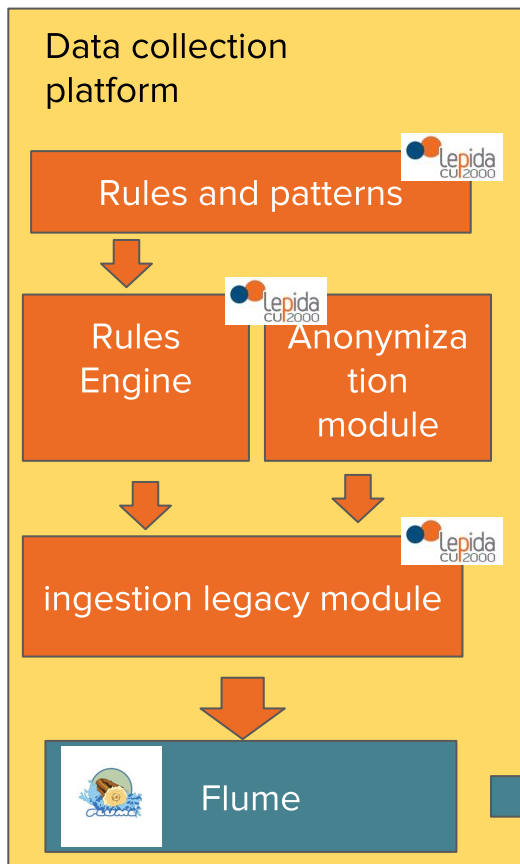 Data collection
platform
lepida
CUP2000
Rules and patterns
lepida
CUP2000
Rules
Engine
Anonymiza
tion
module
lepida
CUP2000
ingestion legacy module
FLUME
Flume